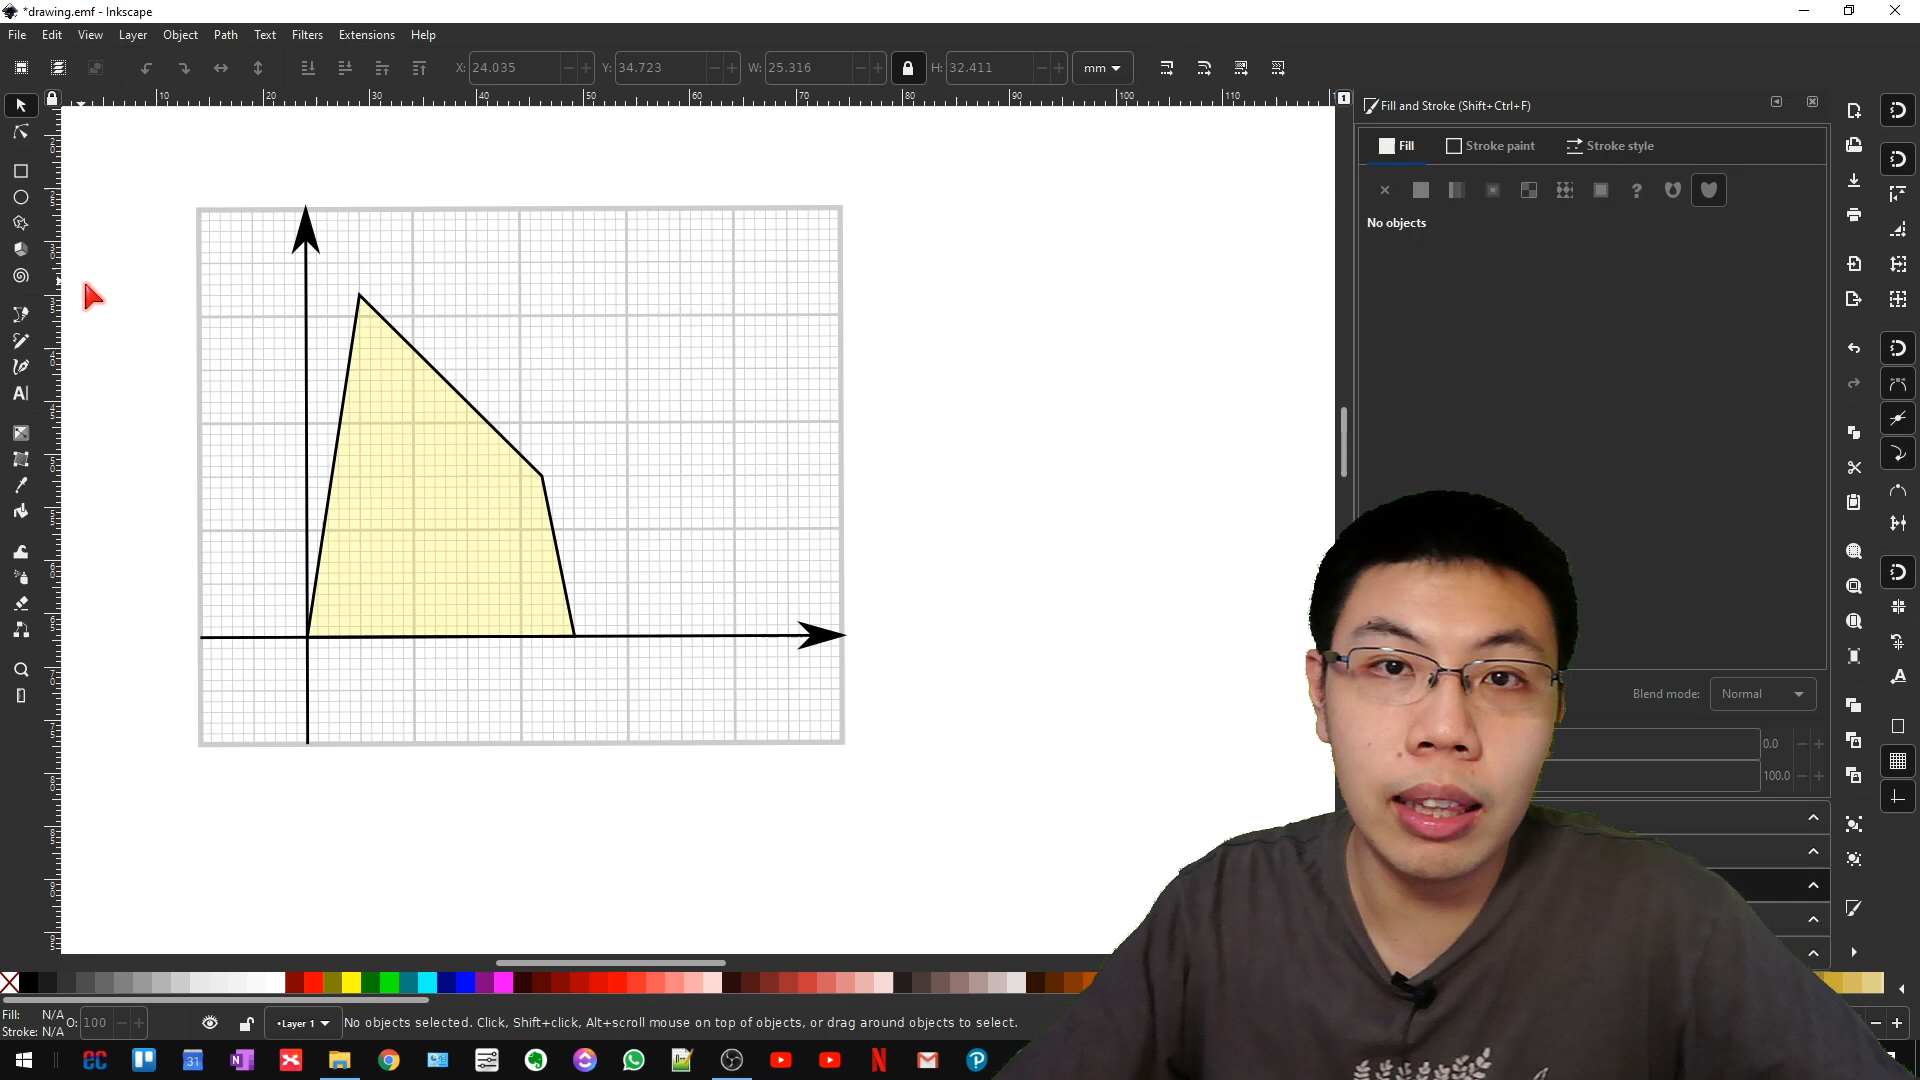 *drawing.emf - Inkscape
File Edit View Layer Object Path Text Filters Extensions Help
X: 24.035 Y: 34.723 W: 25.316 H: 32.411 mm
10 20 30 40 50 60 70 80 90 100 110
1
Fill and Stroke (Shift+Ctrl+F)
Fill Stroke paint Stroke style
?
No objects
Blend mode: Normal
0.0
100.0
Fill: N/A
Stroke: N/A
O: 100
•Layer 1
No objects selected. Click, Shift+click, Alt+scroll mouse on top of objects, or drag around objects to select.